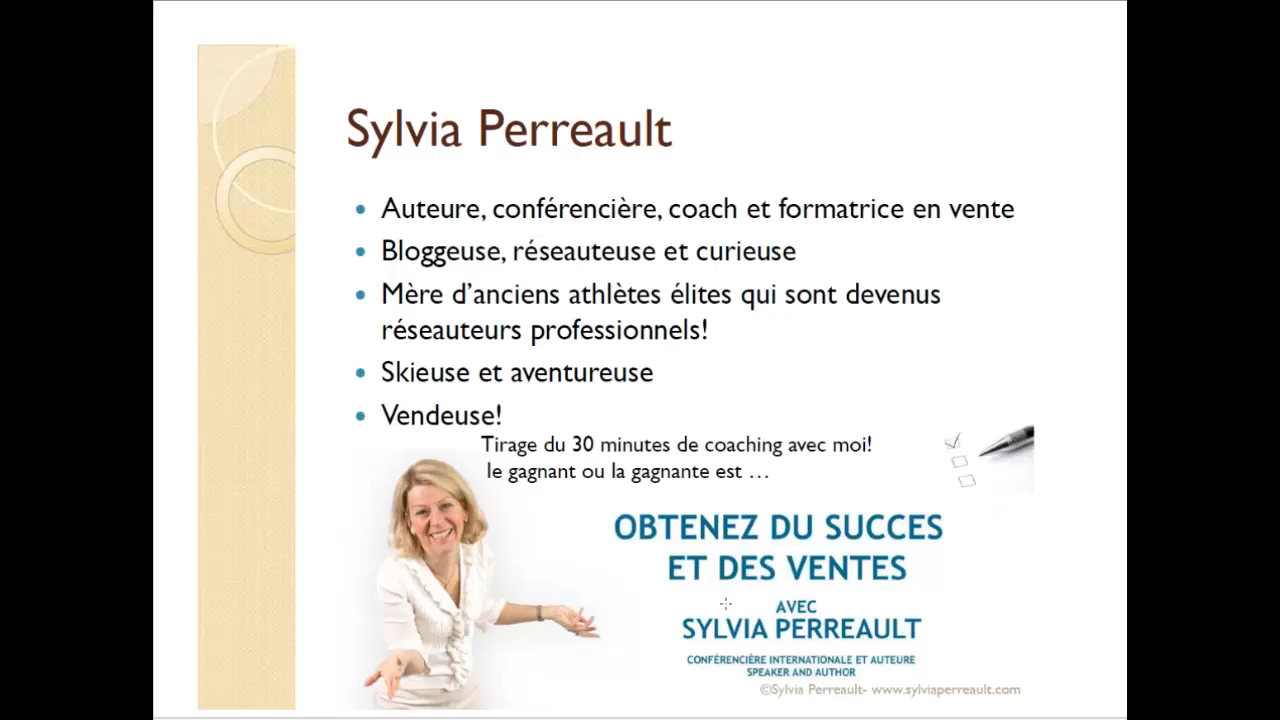 Sylvia Perreault
Auteure, conférencière, coach et formatrice en vente
Bloggeuse, réseauteuse et curieuse
Mère d'anciens athlètes élites qui sont devenus
réseauteurs professionnels!
Skieuse et aventureuse
Vendeuse!
Tirage du 30 minutes de coaching avec moi!
le gagnant ou la gagnante est …
OBTENEZ DU SUCCES
ET DES VENTES
AVEC
SYLVIA PERREAULT
CONFÉRENCIÈRE INTERNATIONALE ET AUTEURE
SPEAKER AND AUTHOR
©Sylvia Perreault- www.sylviaperreault.com